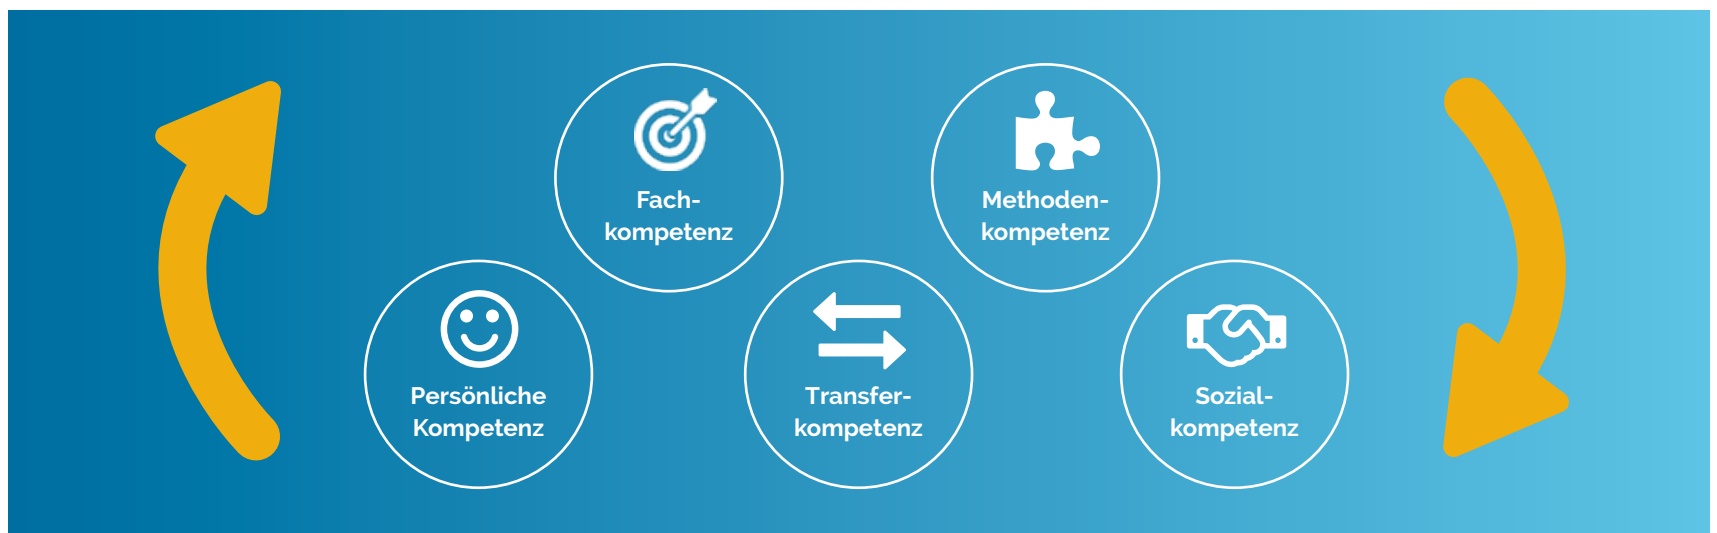 Fach-
kompetenz
Methoden-
kompetenz
Persönliche
Kompetenz
Transfer-
kompetenz
Sozial-
kompetenz